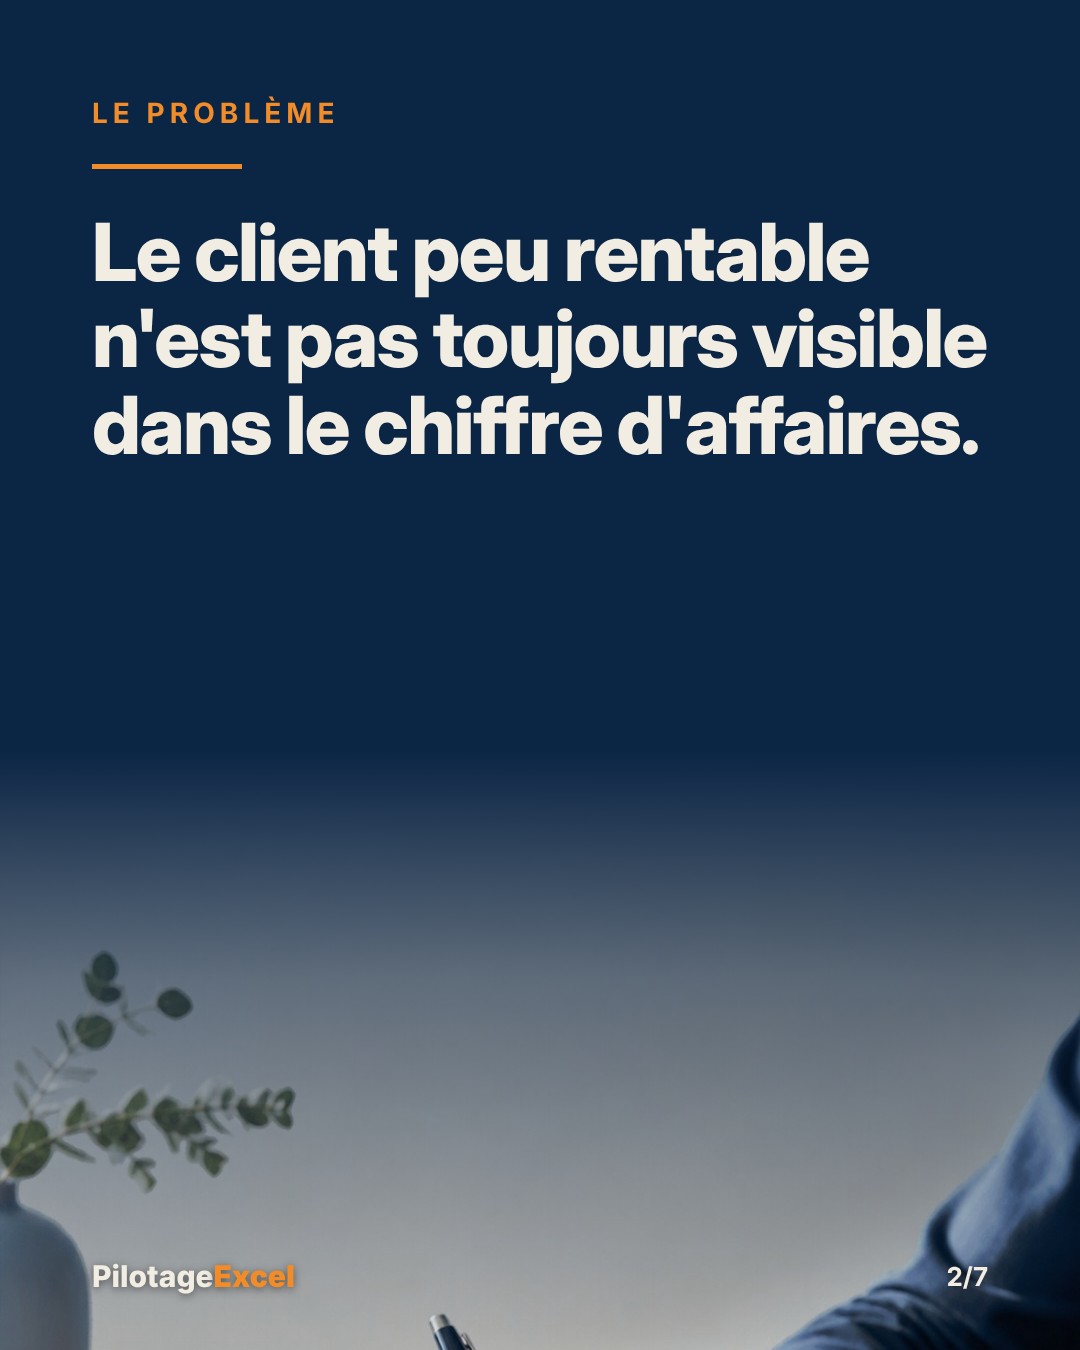 LE PROBLÈME
Le client peu rentable
n'est pas toujours visible
dans le chiffre d'affaires.
PilotageExcel
2/7